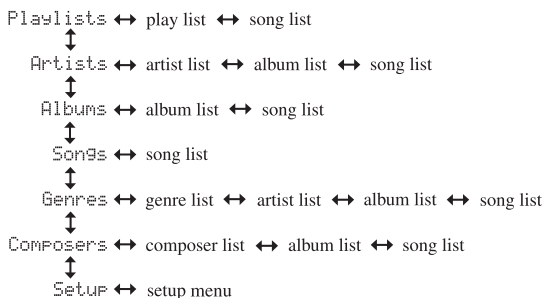 Playlists ↔ play list ↔ song list
Artists ↔ artist list ↔ album list ↔ song list
Albums ↔ album list ↔ song list
Songs ↔ song list
Genres ↔ genre list ↔ artist list ↔ album list ↔ song list
Composers ↔ composer list ↔ album list ↔ song list
Setup ↔ setup menu